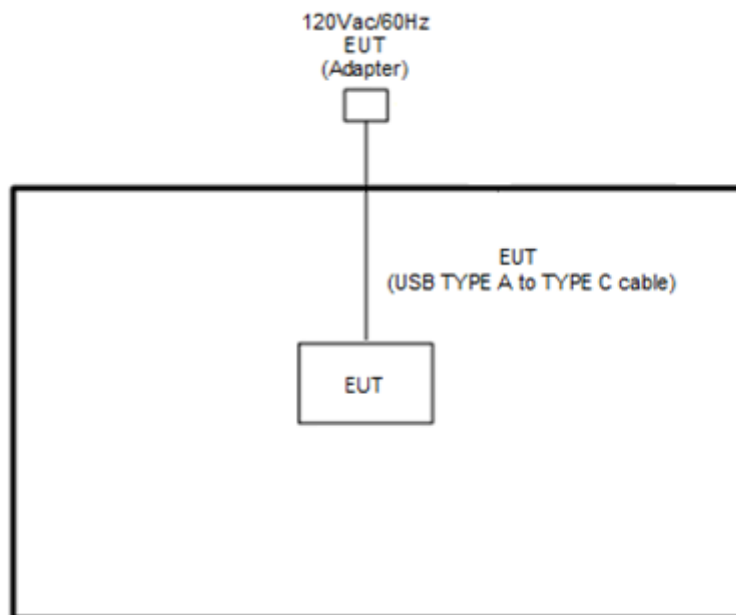 120Vac/60Hz
EUT
(Adapter)
EUT
(USB TYPE A to TYPE C cable)
EUT